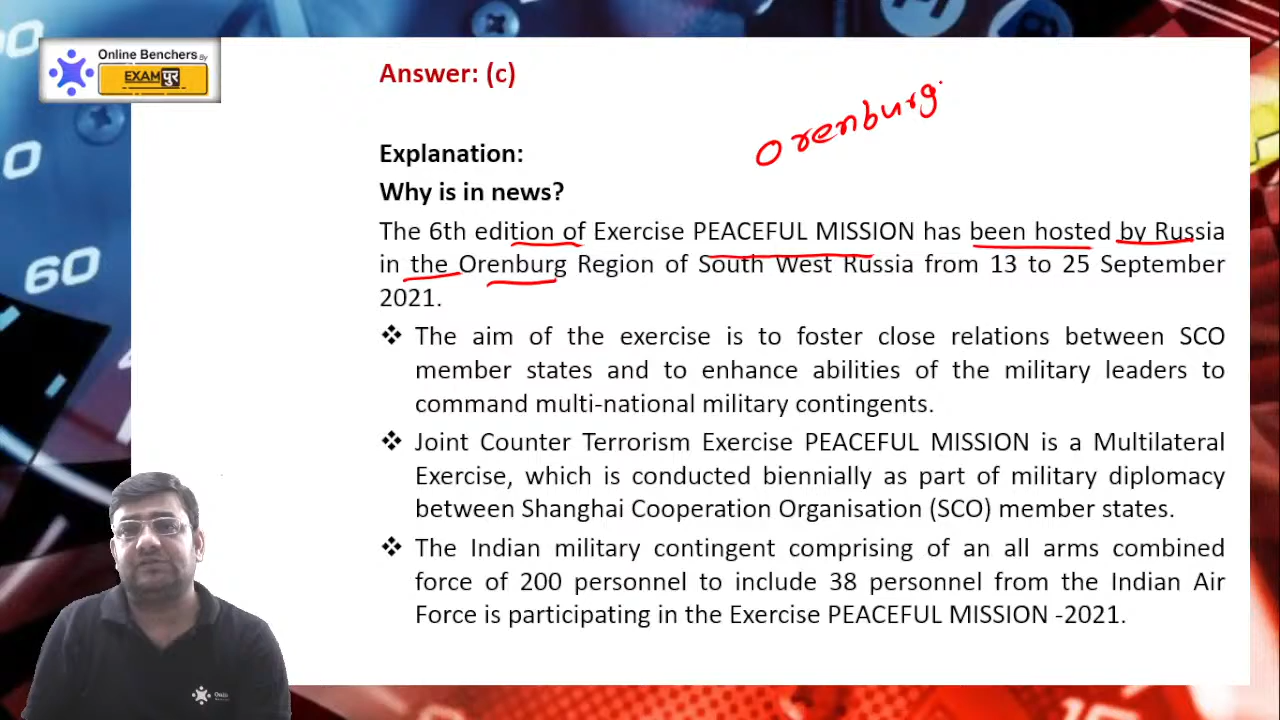 Online Benchers By
EXAMपुर
Answer: (c)
Orenburg
Explanation:
Why is in news?
The 6th edition of Exercise PEACEFUL MISSION has been hosted by Russia
in the Orenburg Region of South West Russia from 13 to 25 September
2021.
❖ The aim of the exercise is to foster close relations between SCO
member states and to enhance abilities of the military leaders to
command multi-national military contingents.
❖ Joint Counter Terrorism Exercise PEACEFUL MISSION is a Multilateral
Exercise, which is conducted biennially as part of military diplomacy
between Shanghai Cooperation Organisation (SCO) member states.
❖ The Indian military contingent comprising of an all arms combined
force of 200 personnel to include 38 personnel from the Indian Air
Force is participating in the Exercise PEACEFUL MISSION -2021.
60